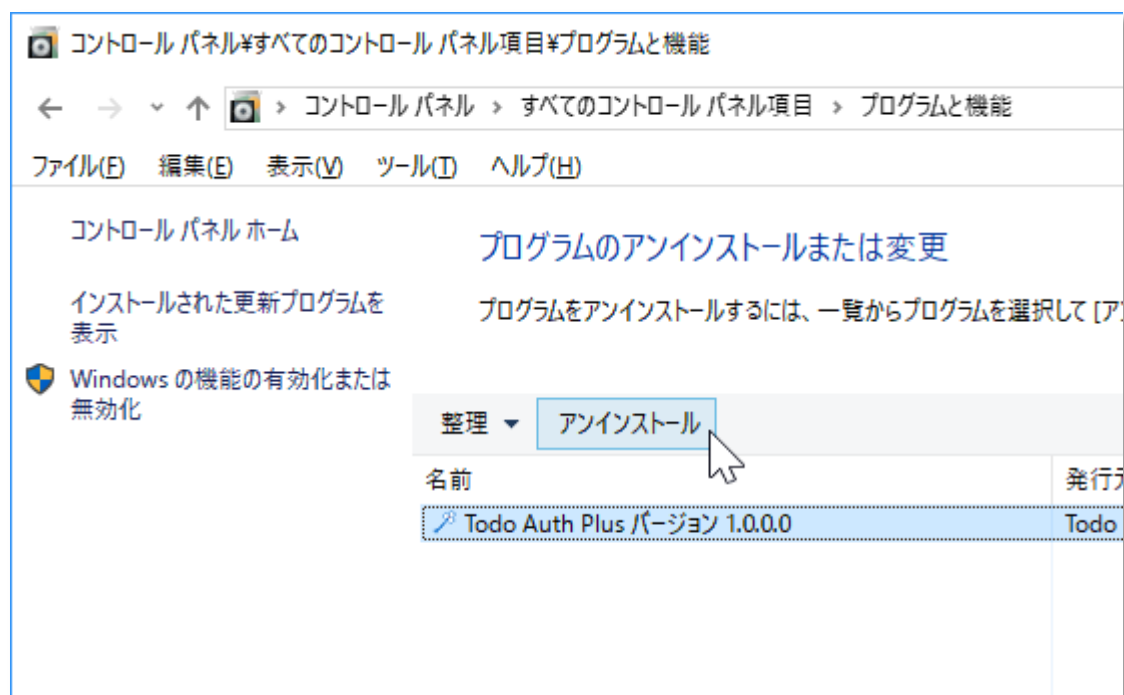 コントロール パネル¥すべてのコントロール パネル項目¥プログラムと機能
コントロール パネル › すべてのコントロール パネル項目 › プログラムと機能
ファイル(F) 編集(E) 表示(V) ツール(T) ヘルプ(H)
コントロール パネル ホーム
インストールされた更新プログラムを
表示
Windows の機能の有効化または
無効化
プログラムのアンインストールまたは変更
プログラムをアンインストールするには、一覧からプログラムを選択して [ア
整理 アンインストール
名前 発行
Todo Auth Plus バージョン 1.0.0.0 Todo